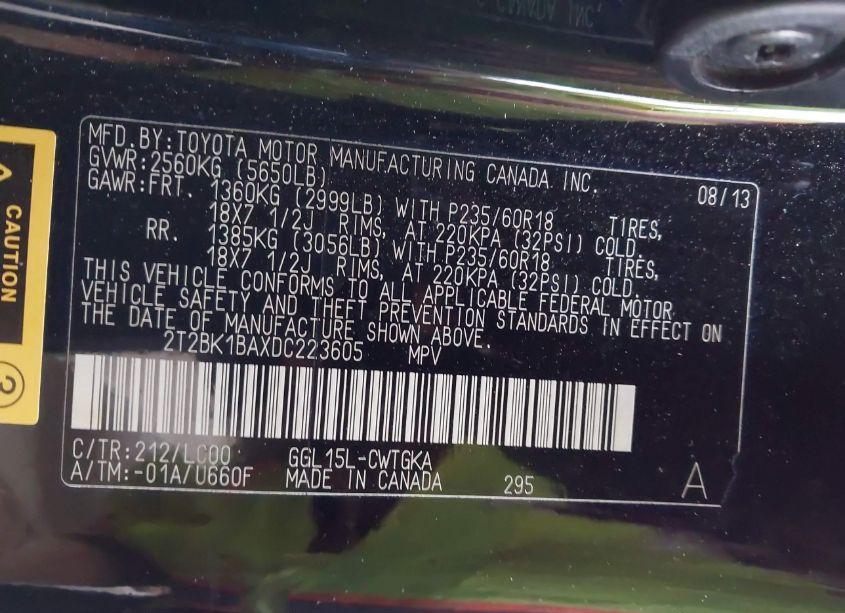 MFD.BY:TOYOTA MOTOR MANUFACTURING CANADA INC. 08/13
GVWR:2560KG (5650LB)
GAWR:FRT. 1360KG (2999LB) WITH P235/60R18 TIRES,
18X7 1/2J RIMS, AT 220KPA (32PSI) COLD.
RR. 1385KG (3056LB) WITH P235/60R18 TIRES,
18X7 1/2J RIMS, AT 220KPA (32PSI) COLD.
THIS VEHICLE CONFORMS TO ALL APPLICABLE FEDERAL MOTOR
VEHICLE SAFETY AND THEFT PREVENTION STANDARDS IN EFFECT ON
THE DATE OF MANUFACTURE SHOWN ABOVE.
2T2BK1BAXDC223605 MPV
C/TR:212/LC00 GGL15L-CWTGKA
A/TM:-01A/U660F MADE IN CANADA 295 A
CAUTION